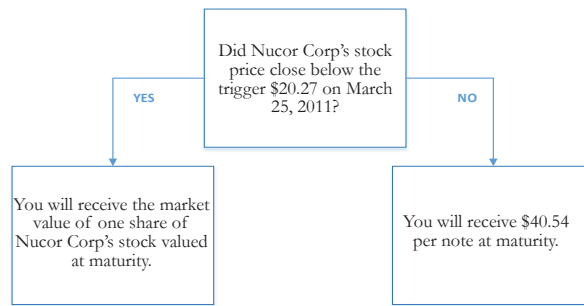 Did Nucor Corp's stock
price close below the
trigger $20.27 on March
25, 2011?
YES
NO
You will receive the market
value of one share of
Nucor Corp's stock valued
at maturity.
You will receive $40.54
per note at maturity.